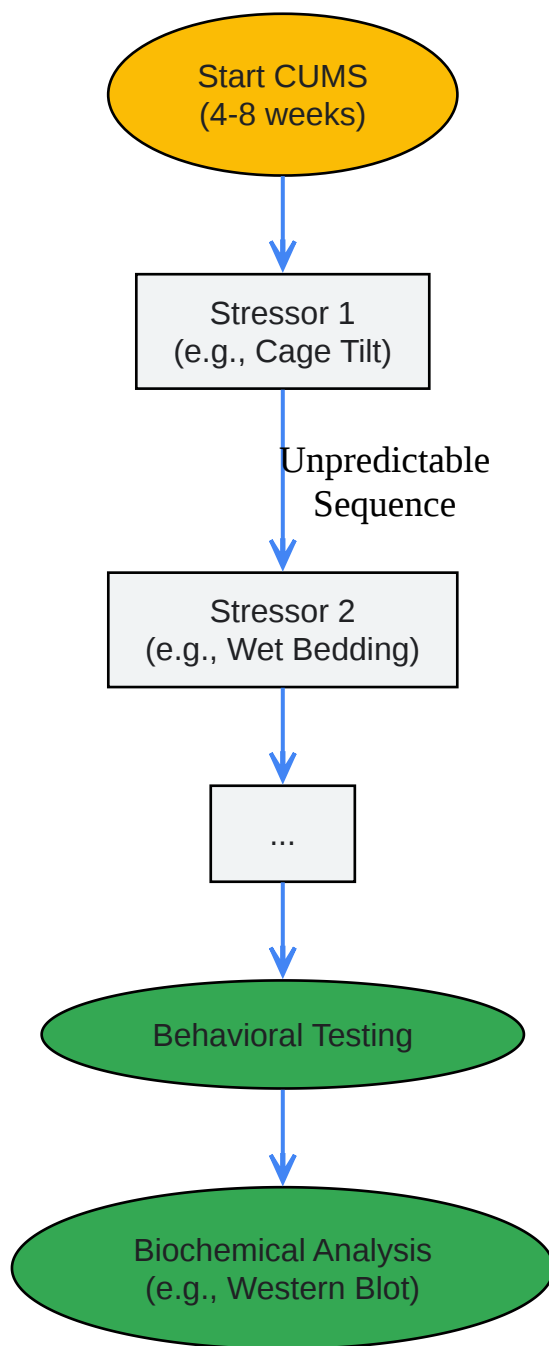 Start CUMS
(4-8 weeks)
Stressor 1
(e.g., Cage Tilt)
Unpredictable
Sequence
Stressor 2
(e.g., Wet Bedding)
...
Behavioral Testing
Biochemical Analysis
(e.g., Western Blot)